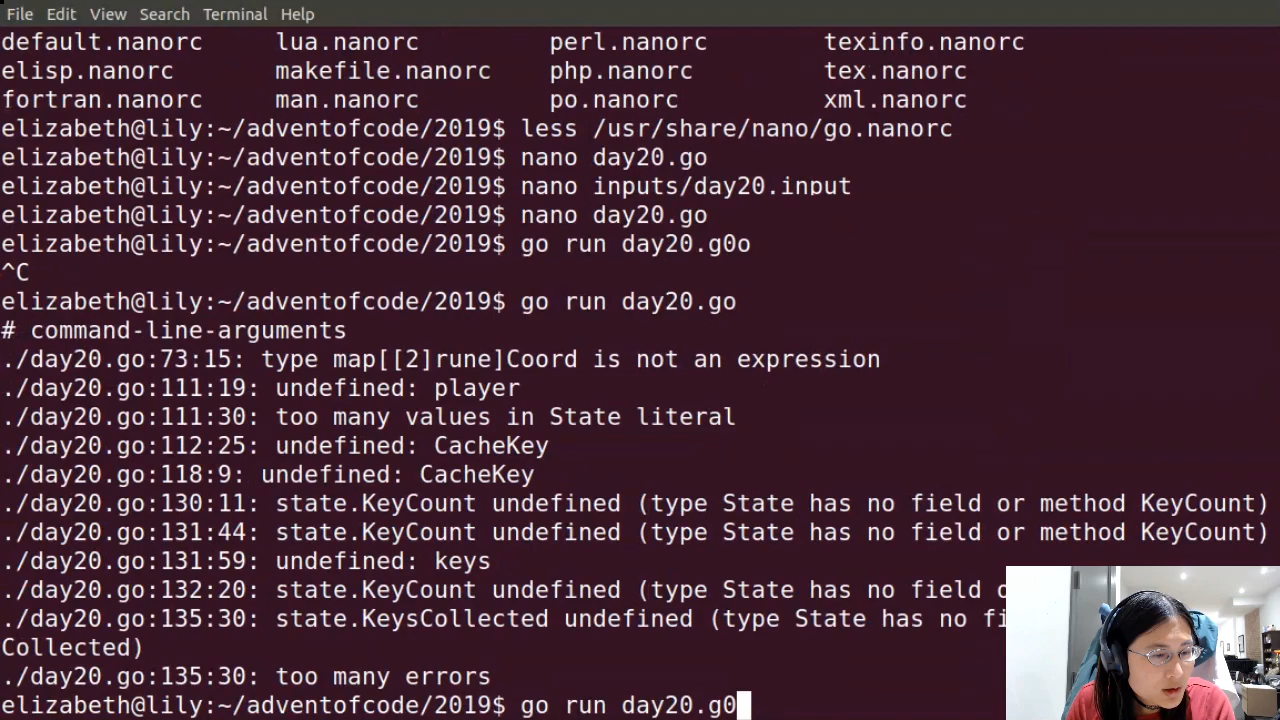 File Edit View Search Terminal Help
default.nanorc lua.nanorc perl.nanorc texinfo.nanorc
elisp.nanorc makefile.nanorc php.nanorc tex.nanorc
fortran.nanorc man.nanorc po.nanorc xml.nanorc
elizabeth@lily:~/adventofcode/2019$ less /usr/share/nano/go.nanorc
elizabeth@lily:~/adventofcode/2019$ nano day20.go
elizabeth@lily:~/adventofcode/2019$ nano inputs/day20.input
elizabeth@lily:~/adventofcode/2019$ nano day20.go
elizabeth@lily:~/adventofcode/2019$ go run day20.g0o
^C
elizabeth@lily:~/adventofcode/2019$ go run day20.go
# command-line-arguments
./day20.go:73:15: type map[[2]rune]Coord is not an expression
./day20.go:111:19: undefined: player
./day20.go:111:30: too many values in State literal
./day20.go:112:25: undefined: CacheKey
./day20.go:118:9: undefined: CacheKey
./day20.go:130:11: state.KeyCount undefined (type State has no field or method KeyCount)
./day20.go:131:44: state.KeyCount undefined (type State has no field or method KeyCount)
./day20.go:131:59: undefined: keys
./day20.go:132:20: state.KeyCount undefined (type State has no field o
./day20.go:135:30: state.KeysCollected undefined (type State has no fi
Collected)
./day20.go:135:30: too many errors
elizabeth@lily:~/adventofcode/2019$ go run day20.g0